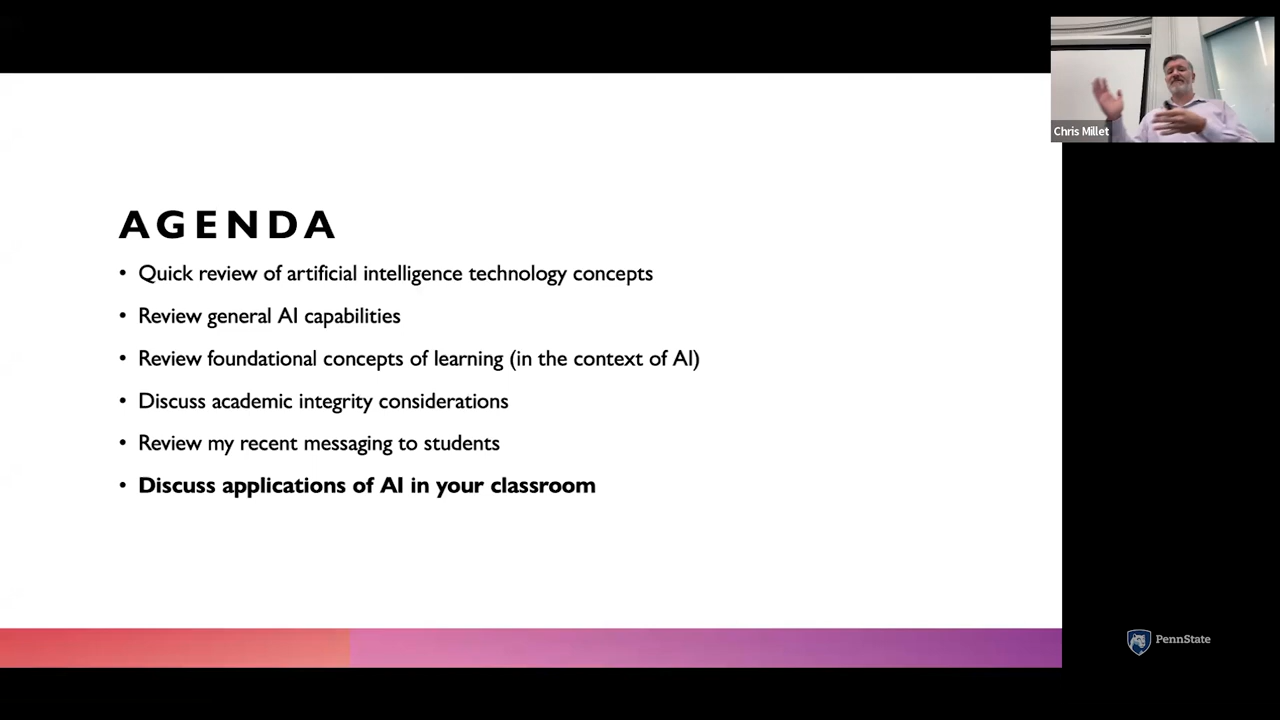 Chris Millet
AGENDA
• Quick review of artificial intelligence technology concepts
• Review general AI capabilities
• Review foundational concepts of learning (in the context of AI)
• Discuss academic integrity considerations
• Review my recent messaging to students
• Discuss applications of AI in your classroom
PennState